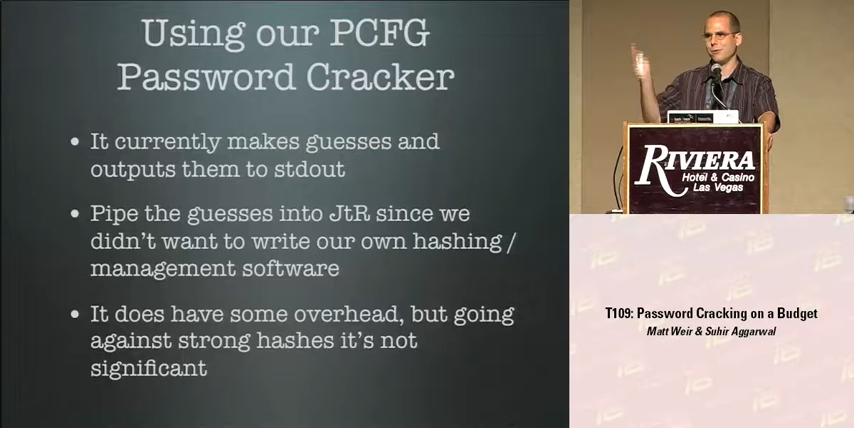 Using our PCFG
Password Cracker
• It currently makes guesses and
outputs them to stdout
• Pipe the guesses into JtR since we
didn't want to write our own hashing /
management software
• It does have some overhead, but going
against strong hashes it's not
significant
RIVIERA
Hotel & Casino
Las Vegas
T109: Password Cracking on a Budget
Matt Weir & Suhir Aggarwal